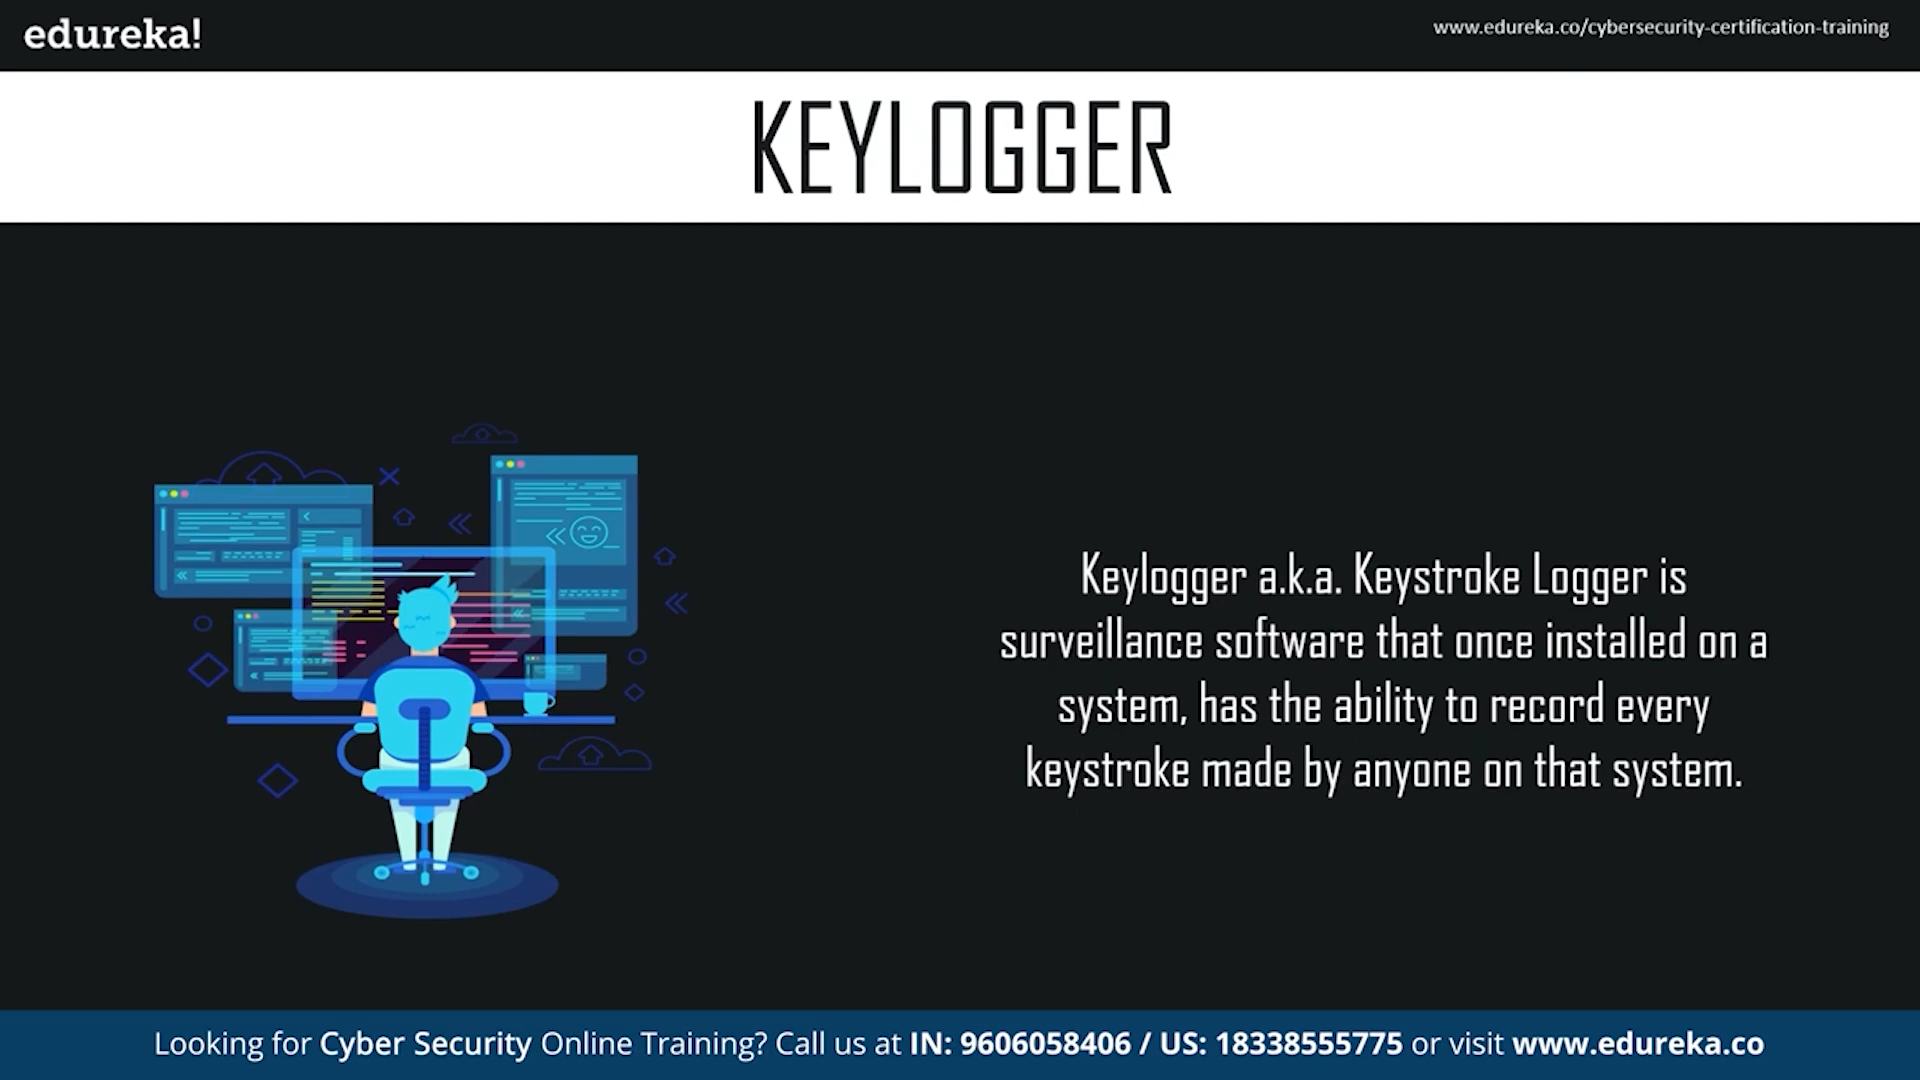 edureka!
www.edureka.co/cybersecurity-certification-training
KEYLOGGER
Keylogger a.k.a. Keystroke Logger is
surveillance software that once installed on a
system, has the ability to record every
keystroke made by anyone on that system.
Looking for Cyber Security Online Training? Call us at IN: 9606058406 / US: 18338555775 or visit www.edureka.co